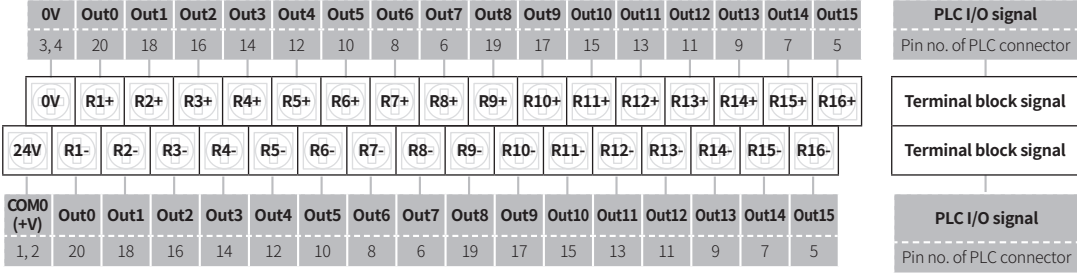 0V Out0 Out1 Out2 Out3 Out4 Out5 Out6 Out7 Out8 Out9 Out10 Out11 Out12 Out13 Out14 Out15 PLC I/O signal
3, 4 20 18 16 14 12 10 8 6 19 17 15 13 11 9 7 5 Pin no. of PLC connector
0V R1+ R2+ R3+ R4+ R5+ R6+ R7+ R8+ R9+ R10+ R11+ R12+ R13+ R14+ R15+ R16+ Terminal block signal
24V R1- R2- R3- R4- R5- R6- R7- R8- R9- R10- R11- R12- R13- R14- R15- R16- Terminal block signal
COM0
(+V) Out0 Out1 Out2 Out3 Out4 Out5 Out6 Out7 Out8 Out9 Out10 Out11 Out12 Out13 Out14 Out15 PLC I/O signal
1, 2 20 18 16 14 12 10 8 6 19 17 15 13 11 9 7 5 Pin no. of PLC connector